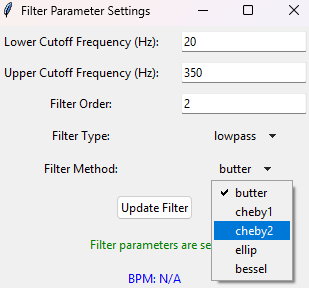 Filter Parameter Settings
Lower Cutoff Frequency (Hz): 20
Upper Cutoff Frequency (Hz): 350
Filter Order: 2
Filter Type: lowpass
Filter Method: butter
butter
cheby1
cheby2
ellip
bessel
Update Filter
Filter parameters are se
BPM: N/A